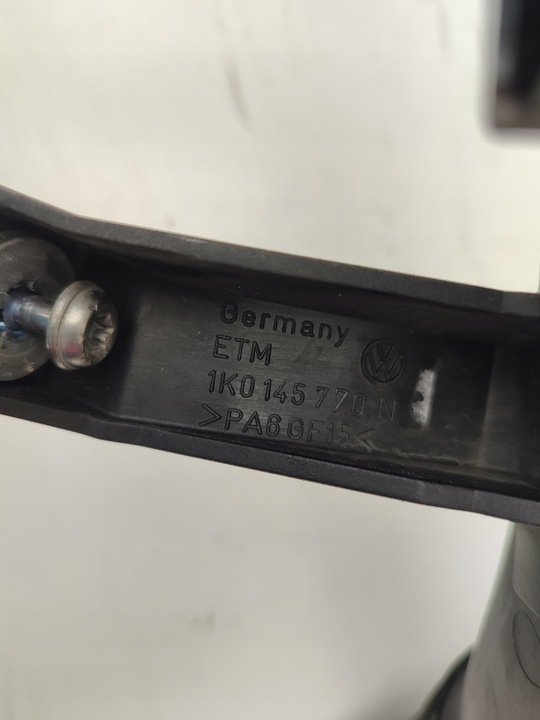 Germany
ETM
1K0 145 770 N
>PA6 GF15<